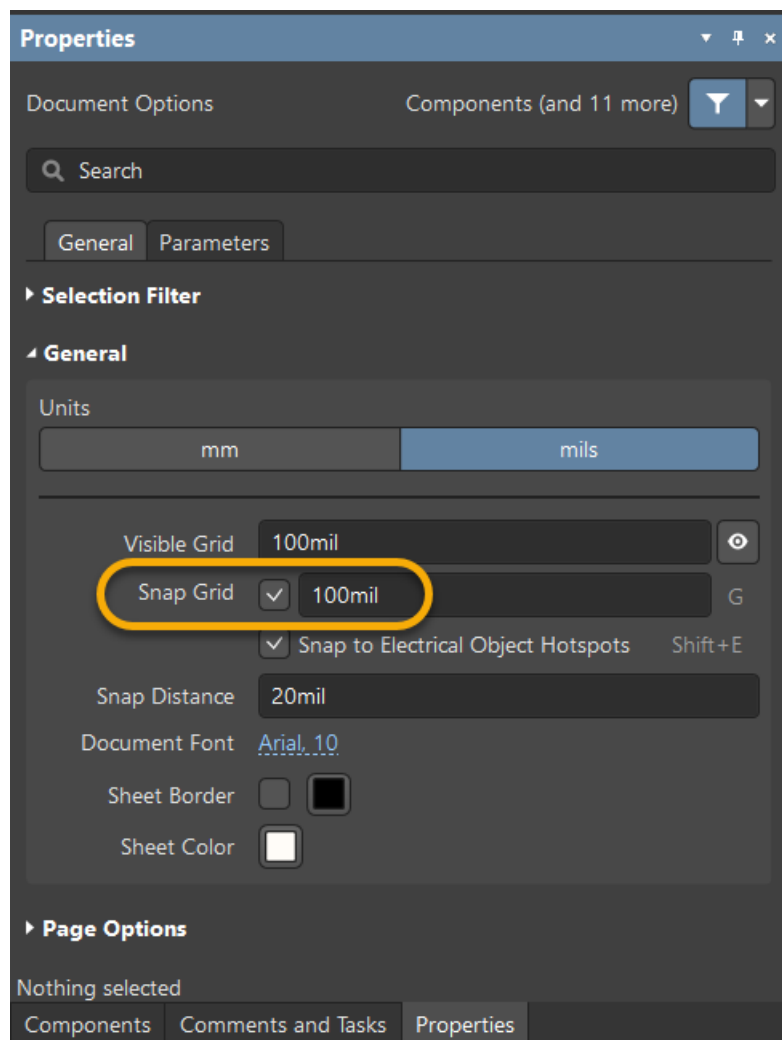 Properties
Document Options Components (and 11 more)
Search
General Parameters
Selection Filter
General
Units
mm mils
Visible Grid 100mil
Snap Grid 100mil G
Snap to Electrical Object Hotspots Shift+E
Snap Distance 20mil
Document Font Arial, 10
Sheet Border
Sheet Color
Page Options
Nothing selected
Components Comments and Tasks Properties